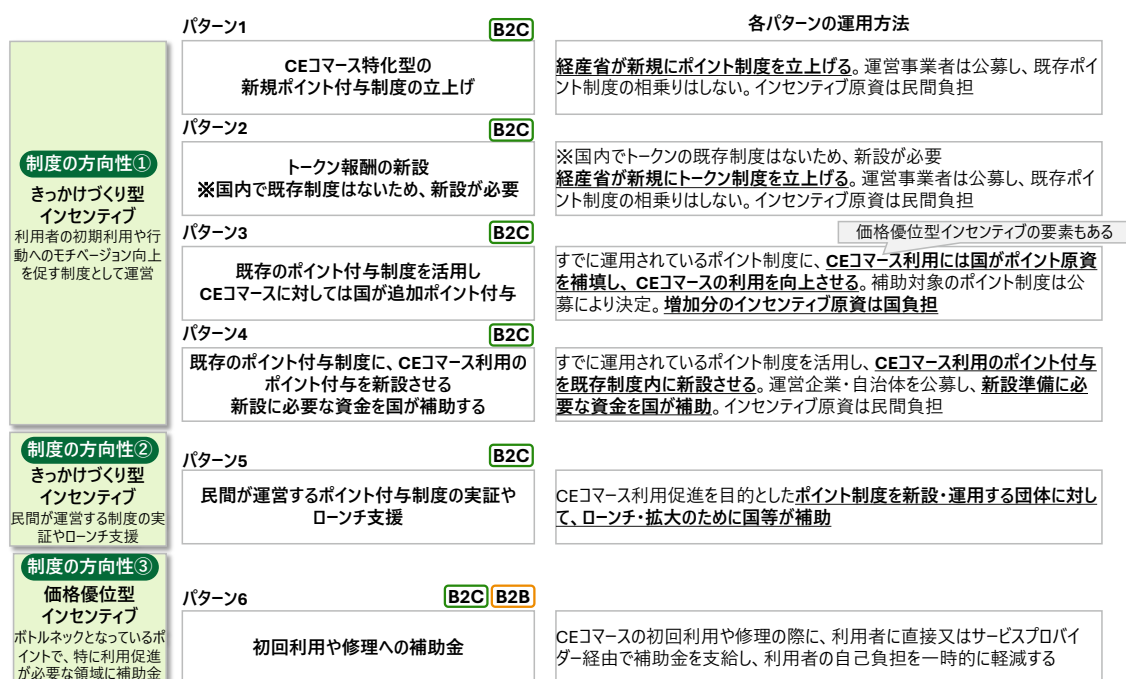 各パターンの運用方法
制度の方向性①
きっかけづくり型
インセンティブ
利用者の初期利用や行
動へのモチベーション向上
を促す制度として運営
パターン1
B2C
CEコマース特化型の
新規ポイント付与制度の立上げ
経産省が新規にポイント制度を立上げる。運営事業者は公募し、既存ポイ
ント制度の相乗りはしない。インセンティブ原資は民間負担
パターン2
B2C
トークン報酬の新設
※国内で既存制度はないため、新設が必要
※国内でトークンの既存制度はないため、新設が必要
経産省が新規にトークン制度を立上げる。運営事業者は公募し、既存ポイ
ント制度の相乗りはしない。インセンティブ原資は民間負担
パターン3
B2C
既存のポイント付与制度を活用し
CEコマースに対しては国が追加ポイント付与
価格優位型インセンティブの要素もある
すでに運用されているポイント制度に、CEコマース利用には国がポイント原資
を補填し、CEコマースの利用を向上させる。補助対象のポイント制度は公
募により決定。増加分のインセンティブ原資は国負担
パターン4
B2C
既存のポイント付与制度に、CEコマース利用の
ポイント付与を新設させる
新設に必要な資金を国が補助する
すでに運用されているポイント制度を活用し、CEコマース利用のポイント付与
を既存制度内に新設させる。運営企業・自治体を公募し、新設準備に必
要な資金を国が補助。インセンティブ原資は民間負担
制度の方向性②
きっかけづくり型
インセンティブ
民間が運営する制度の実
証やローンチ支援
パターン5
B2C
民間が運営するポイント付与制度の実証や
ローンチ支援
CEコマース利用促進を目的としたポイント制度を新設・運用する団体に対し
て、ローンチ・拡大のために国等が補助
制度の方向性③
価格優位型
インセンティブ
ボトルネックとなっているポ
イントで、特に利用促進
が必要な領域に補助金
パターン6
B2C B2B
初回利用や修理への補助金
CEコマースの初回利用や修理の際に、利用者に直接又はサービスプロバイ
ダー経由で補助金を支給し、利用者の自己負担を一時的に軽減する